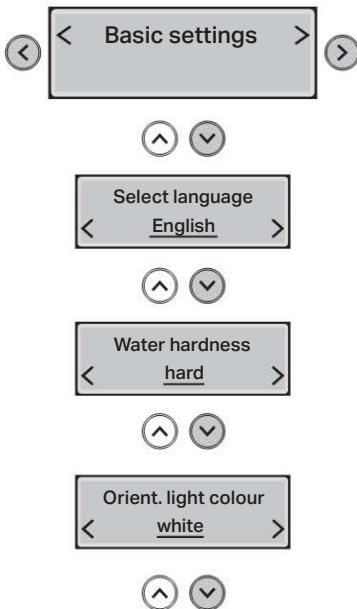 Basic settings
Select language
English
Water hardness
hard
Orient. light colour
white